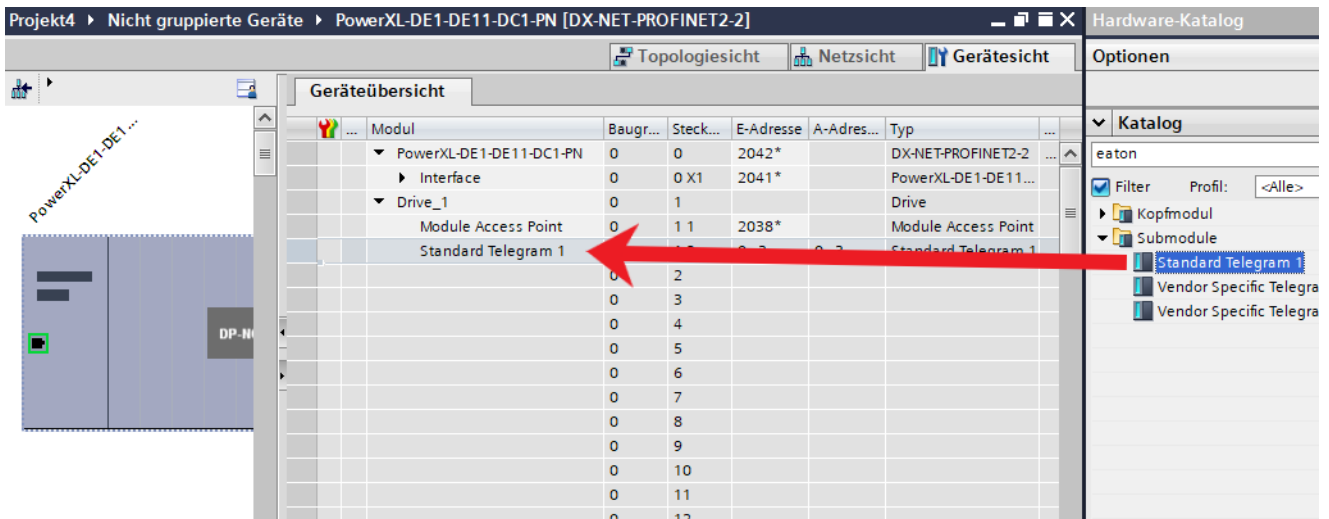 Projekt4 ▸ Nicht gruppierte Geräte ▸ PowerXL-DE1-DE11-DC1-PN [DX-NET-PROFINET2-2]
Hardware-Katalog
Topologiesicht Netzsicht Gerätesicht
Optionen
Geräteübersicht
PowerXL-DE1-DE1...
DP-N
... Modul Baugr... Steck... E-Adresse A-Adres... Typ ...
PowerXL-DE1-DE11-DC1-PN 0 0 2042* DX-NET-PROFINET2-2 ...
Interface 0 0 X1 2041* PowerXL-DE1-DE11...
Drive_1 0 1 Drive
Module Access Point 0 1 1 2038* Module Access Point
Standard Telegram 1 Standard Telegram 1
0 2
0 3
0 4
0 5
0 6
0 7
0 8
0 9
0 10
0 11
0 12
Katalog
eaton
Filter Profil: <Alle>
Kopfmodul
Submodule
Standard Telegram 1
Vendor Specific Telegra
Vendor Specific Telegra